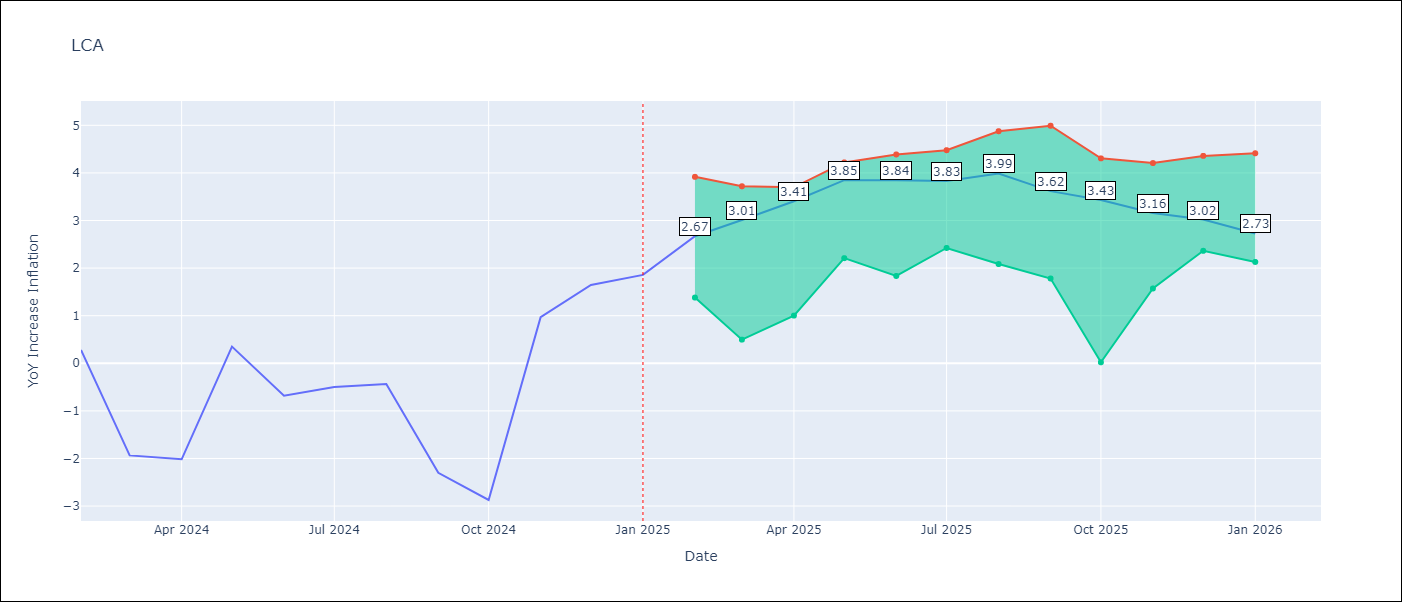 LCA
5
4
3
2
1
0
−1
−2
−3
YoY Increase Inflation
2.67
3.01
3.41
3.85
3.84
3.83
3.99
3.62
3.43
3.16
3.02
2.73
Apr 2024
Jul 2024
Oct 2024
Jan 2025
Apr 2025
Jul 2025
Oct 2025
Jan 2026
Date